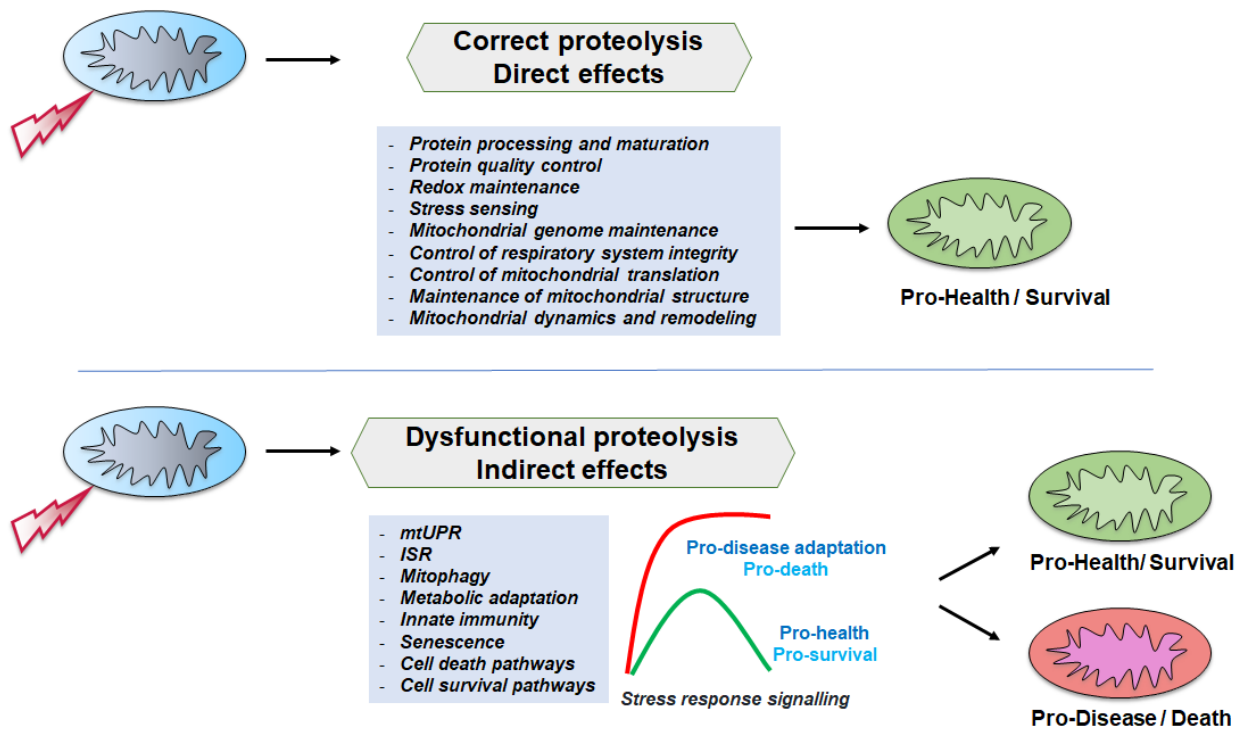 Correct proteolysis
Direct effects
- Protein processing and maturation
- Protein quality control
- Redox maintenance
- Stress sensing
- Mitochondrial genome maintenance
- Control of respiratory system integrity
- Control of mitochondrial translation
- Maintenance of mitochondrial structure
- Mitochondrial dynamics and remodeling
Pro-Health / Survival
Dysfunctional proteolysis
Indirect effects
- mtUPR
- ISR
- Mitophagy
- Metabolic adaptation
- Innate immunity
- Senescence
- Cell death pathways
- Cell survival pathways
Pro-disease adaptation
Pro-death
Pro-health
Pro-survival
Stress response signalling
Pro-Health/ Survival
Pro-Disease / Death